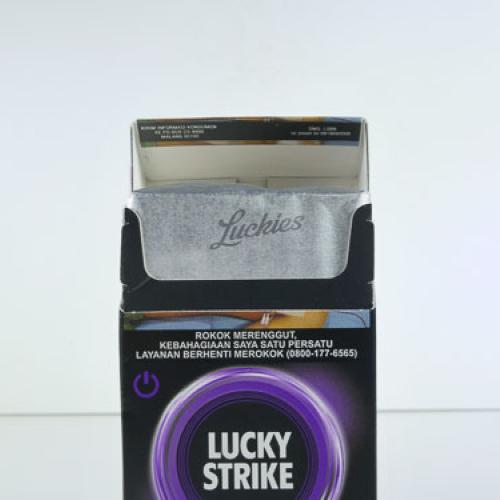 Luckies
ROKOK MERENGGUT,
KEBAHAGIAAN SAYA SATU PERSATU
LAYANAN BERHENTI MEROKOK (0800-177-6565)
LUCKY
STRIKE